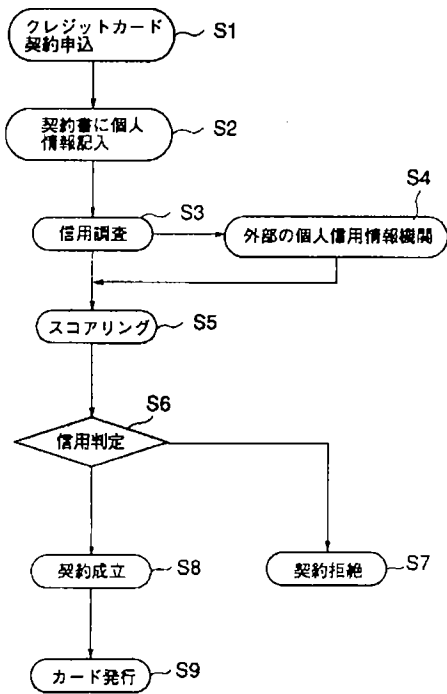 クレジットカード
契約申込
S1
契約書に個人
情報記入
S2
S3
信用調査
S4
外部の個人信用情報機関
スコアリング
S5
S6
信用判定
契約成立
S8
契約拒絶
S7
カード発行
S9